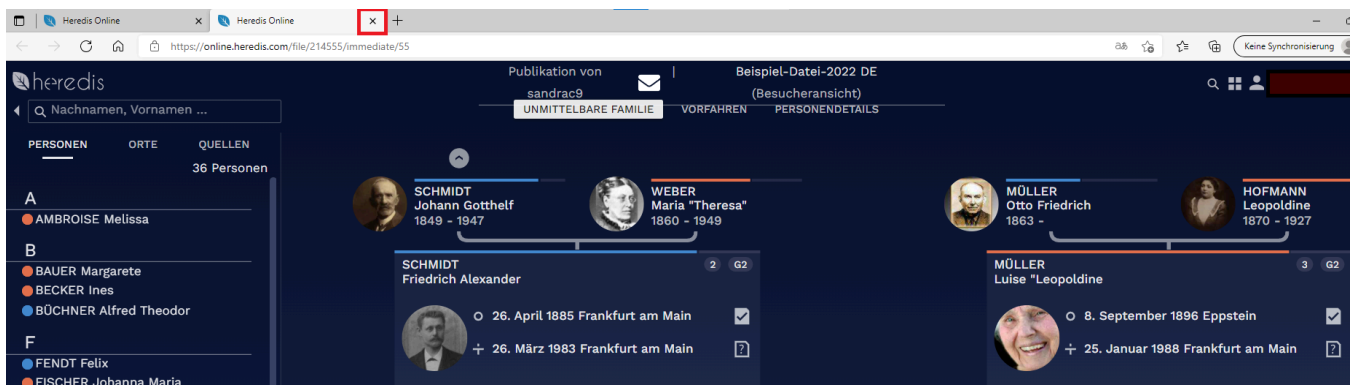 Heredis Online
Heredis Online
https://online.heredis.com/file/214555/immediate/55
Keine Synchronisierung
heredis
Publikation von
sandrac9
|
Beispiel-Datei-2022 DE
(Besucheransicht)
Nachnamen, Vornamen ...
UNMITTELBARE FAMILIE VORFAHREN PERSONENDETAILS
PERSONEN ORTE QUELLEN
36 Personen
A
AMBROISE Melissa
B
BAUER Margarete
BECKER Ines
BÜCHNER Alfred Theodor
F
FENDT Felix
FISCHER Johanna Maria
SCHMIDT
Johann Gotthelf
1849 - 1947
WEBER
Maria "Theresa"
1860 - 1949
MÜLLER
Otto Friedrich
1863 -
HOFMANN
Leopoldine
1870 - 1927
SCHMIDT 2 G2
Friedrich Alexander
26. April 1885 Frankfurt am Main
26. März 1983 Frankfurt am Main
MÜLLER 3 G2
Luise "Leopoldine
8. September 1896 Eppstein
25. Januar 1988 Frankfurt am Main